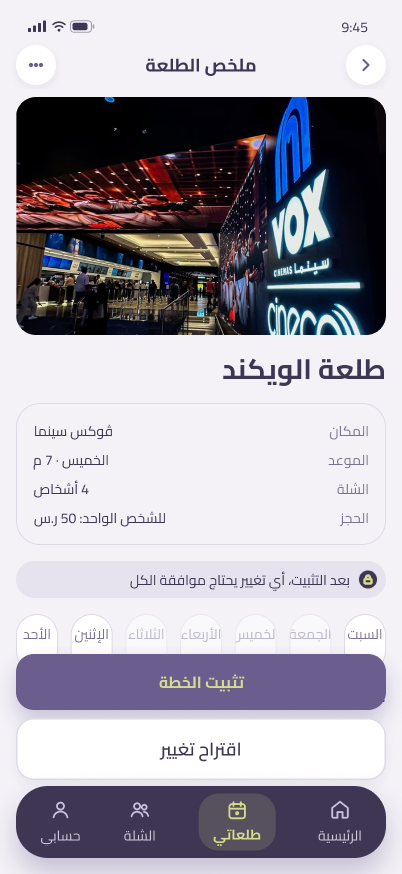 9:45
ملخص الطلعة
VOX
CINEMAS سينما
cineco
طلعة الويكند
المكان ڤوكس سينما
الموعد الخميس · 7 م
الشلة 4 أشخاص
الحجز للشخص الواحد: 50 ر.س
بعد التثبيت، أي تغيير يحتاج موافقة الكل
السبت الجمعة الخميس الأربعاء الثلاثاء الإثنين الأحد
تثبيت الخطة
اقتراح تغيير
الرئيسية طلعاتي الشلة حسابي